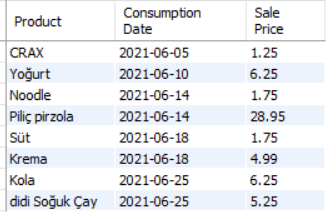 Product Consumption Date Sale Price
CRAX 2021-06-05 1.25
Yoğurt 2021-06-10 6.25
Noodle 2021-06-14 1.75
Piliç pirzola 2021-06-14 28.95
Süt 2021-06-18 1.75
Krema 2021-06-18 4.99
Kola 2021-06-25 6.25
didi Soğuk Çay 2021-06-25 5.25